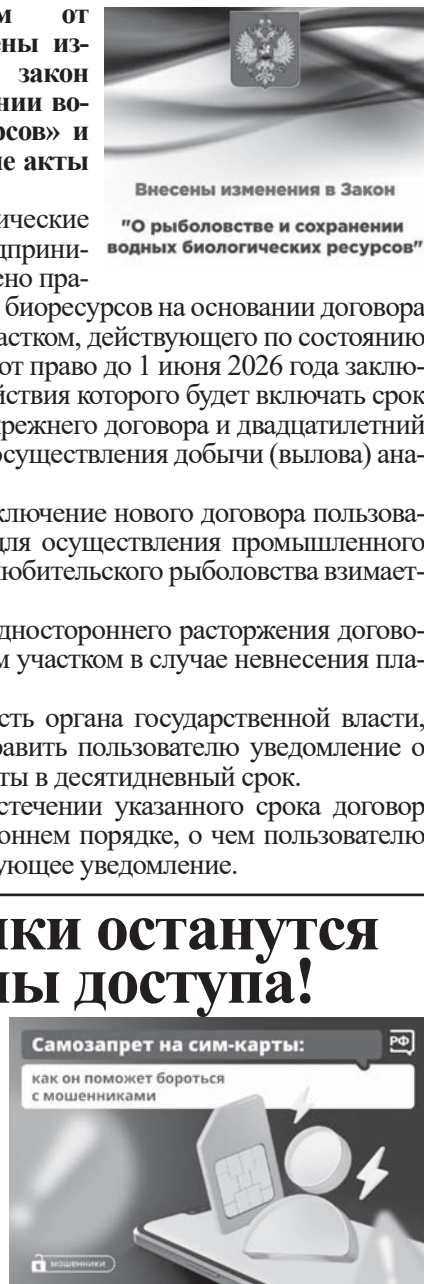 м от
ены из-
закон
нии во-
рсов» и
ие акты
Внесены изменения в Закон
"О рыболовстве и сохранении
водных биологических ресурсов"
ические
дприни-
ено пра-
биоресурсов на основании договора
астком, действующего по состоянию
от право до 1 июня 2026 года заклю-
йствия которого будет включать срок
режнего договора и двадцатилетний
осуществления добычи (вылова) ана-
ключение нового договора пользова-
для осуществления промышленного
любительского рыболовства взимает-
дностороннего расторжения догово-
м участком в случае невнесения пла-
сть органа государственной власти,
равить пользователю уведомление о
ты в десятидневный срок.
стечении указанного срока договор
роннем порядке, о чем пользователю
ующее уведомление.
ики останутся
ны доступа!
Самозапрет на сим-карты:
РФ
как он поможет бороться
с мошенниками
мошенники